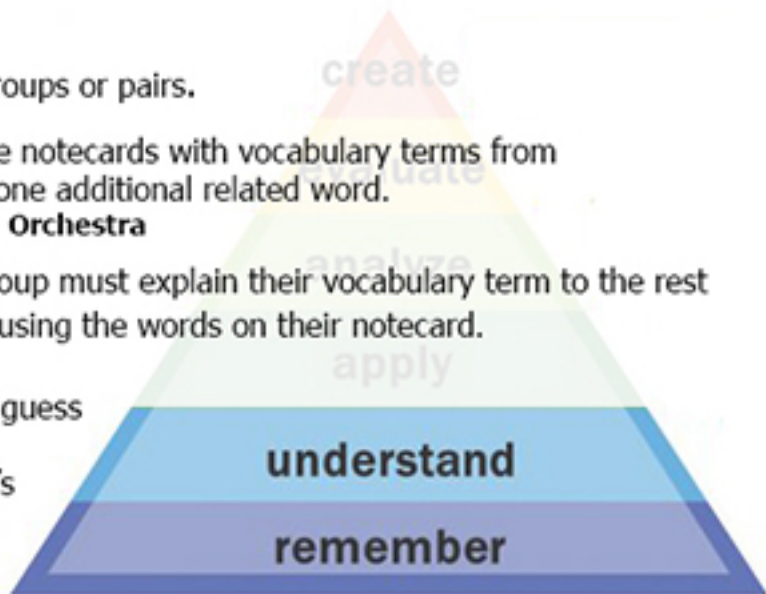 create
roups or pairs.
e notecards with vocabulary terms from
evaluate
one additional related word.
Orchestra
analyze
oup must explain their vocabulary term to the rest
using the words on their notecard.
apply
guess
understand
's
remember